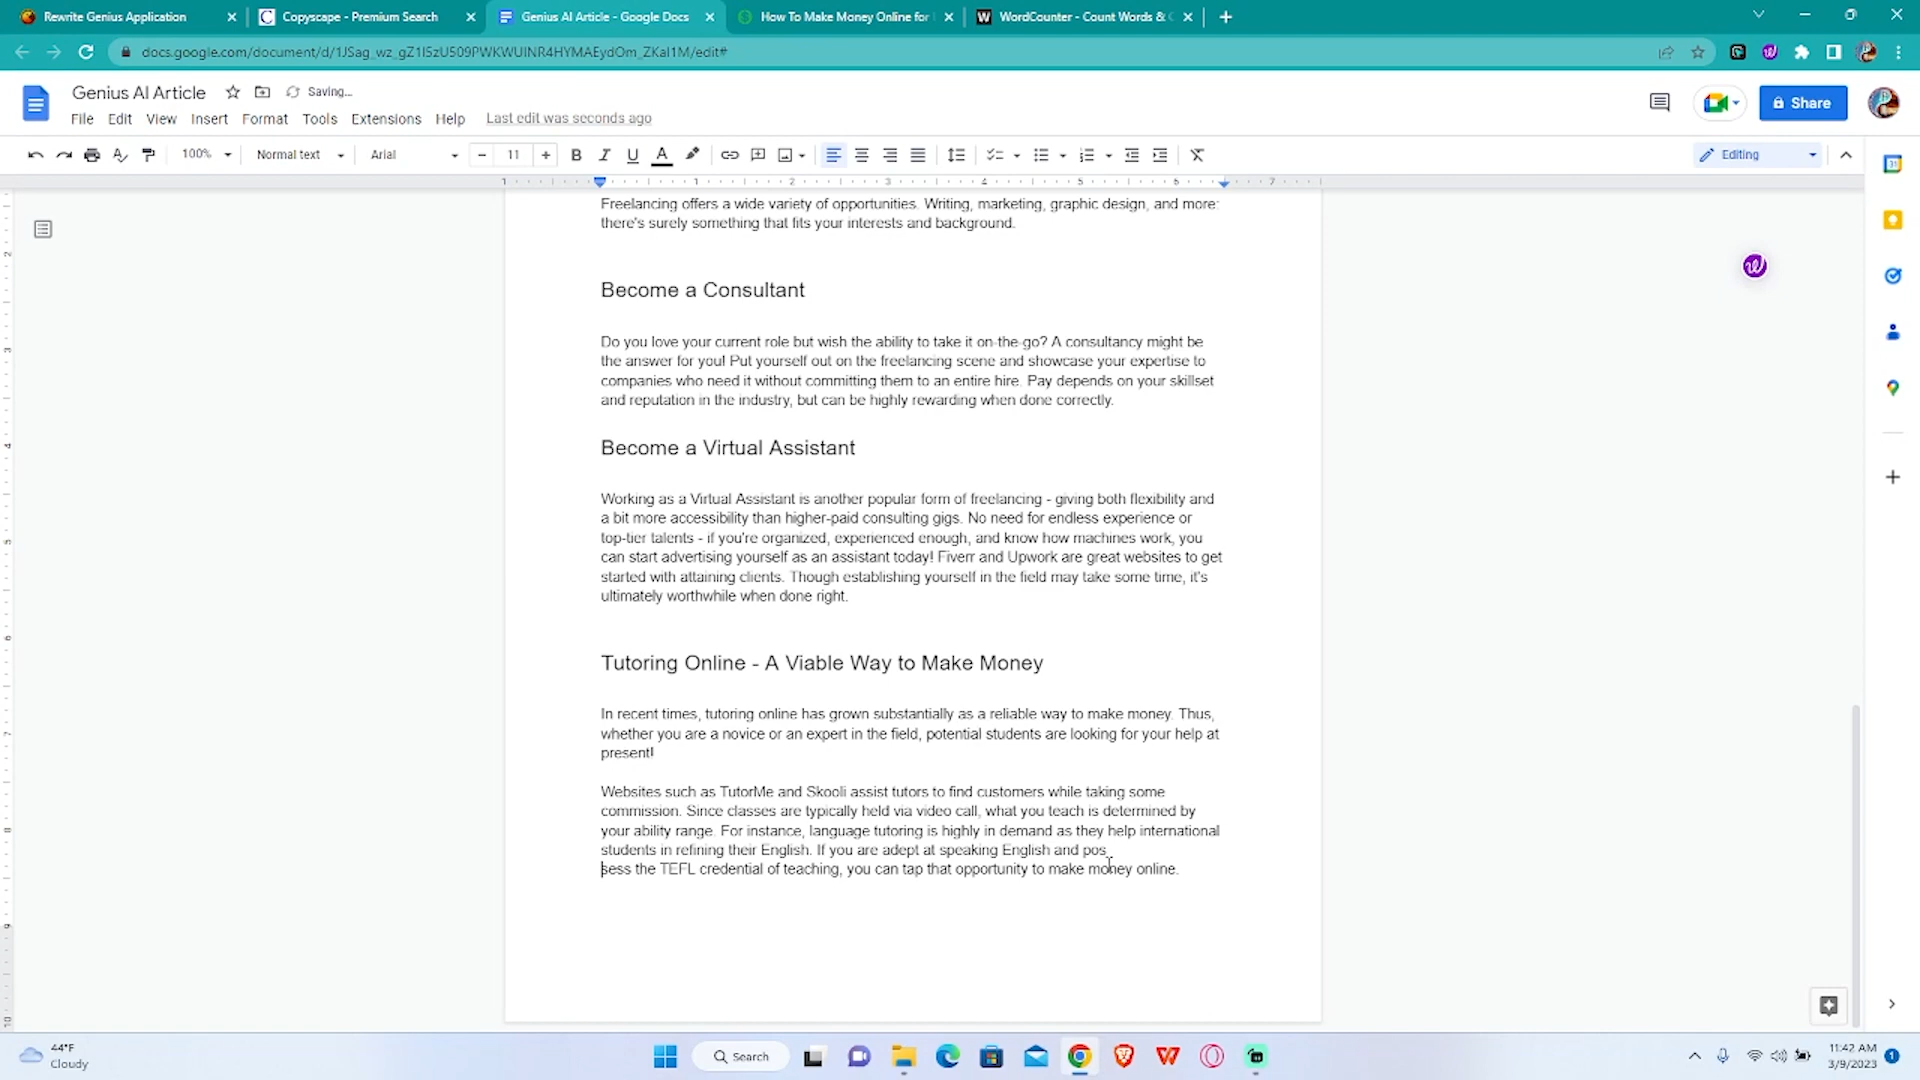 Rewrite Genius Application
Copyscape - Premium Search
Genius AI Article - Google Docs
How To Make Money Online for
WordCounter - Count Words &
docs.google.com/document/d/1JSag_wz_gZ1I5zU509PWKWUINR4HYMAEydOm_ZKaI1M/edit#
Genius AI Article
Saving...
File Edit View Insert Format Tools Extensions Help Last edit was seconds ago
Share
100% Normal text Arial 11 Editing
Freelancing offers a wide variety of opportunities. Writing, marketing, graphic design, and more:
there's surely something that fits your interests and background.
Become a Consultant
Do you love your current role but wish the ability to take it on-the-go? A consultancy might be
the answer for you! Put yourself out on the freelancing scene and showcase your expertise to
companies who need it without committing them to an entire hire. Pay depends on your skillset
and reputation in the industry, but can be highly rewarding when done correctly.
Become a Virtual Assistant
Working as a Virtual Assistant is another popular form of freelancing - giving both flexibility and
a bit more accessibility than higher-paid consulting gigs. No need for endless experience or
top-tier talents - if you're organized, experienced enough, and know how machines work, you
can start advertising yourself as an assistant today! Fiverr and Upwork are great websites to get
started with attaining clients. Though establishing yourself in the field may take some time, it's
ultimately worthwhile when done right.
Tutoring Online - A Viable Way to Make Money
In recent times, tutoring online has grown substantially as a reliable way to make money. Thus,
whether you are a novice or an expert in the field, potential students are looking for your help at
present!
Websites such as TutorMe and Skooli assist tutors to find customers while taking some
commission. Since classes are typically held via video call, what you teach is determined by
your ability range. For instance, language tutoring is highly in demand as they help international
students in refining their English. If you are adept at speaking English and pos
sess the TEFL credential of teaching, you can tap that opportunity to make money online.
44°F
Cloudy
Search
11:42 AM
3/9/2023